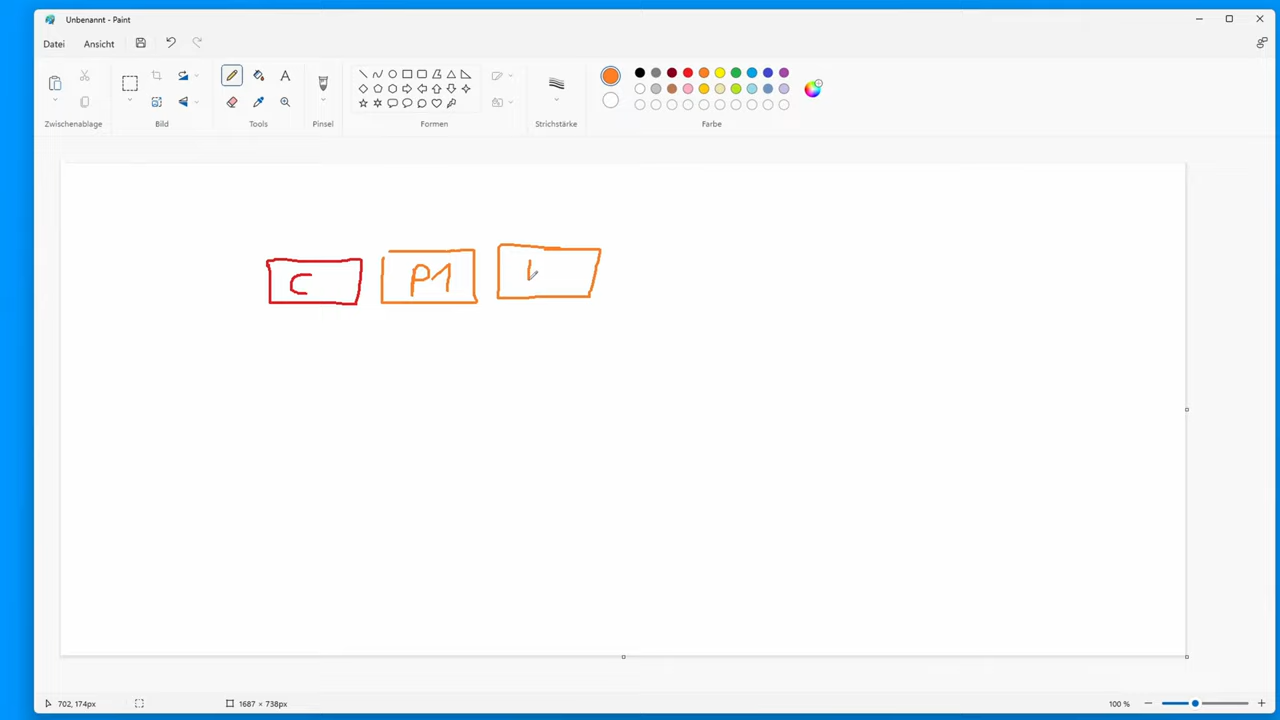 Unbenannt - Paint
Datei Ansicht
A
Zwischenablage Bild Tools Pinsel Formen Strichstärke Farbe
C P1
702, 174px 1687 × 738px 100 %